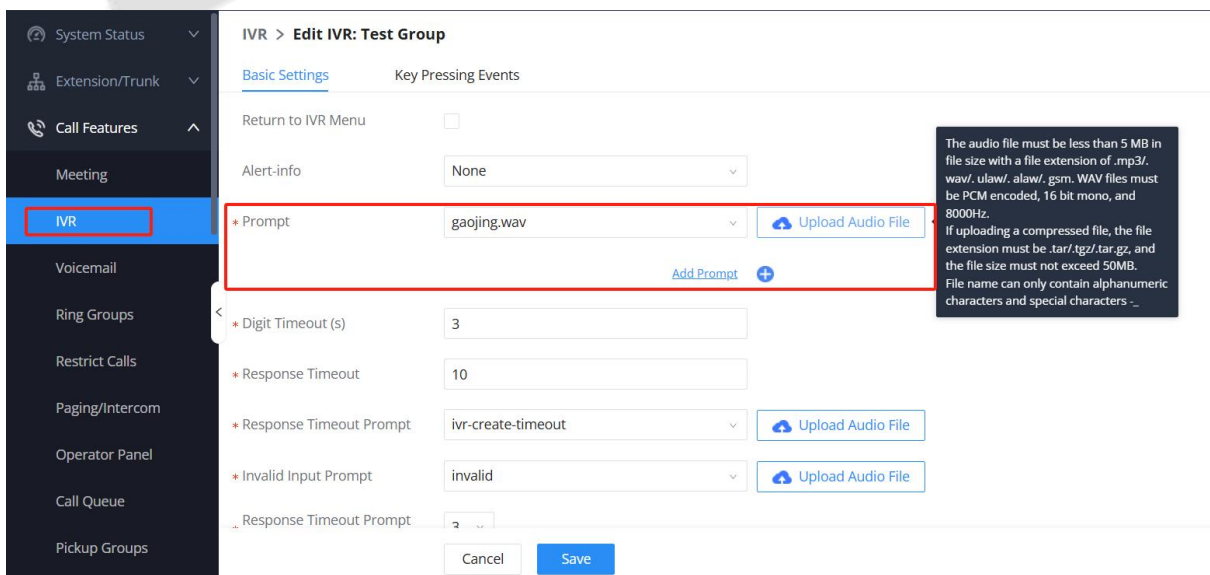 System Status
Extension/Trunk
Call Features
Meeting
IVR
Voicemail
Ring Groups
Restrict Calls
Paging/Intercom
Operator Panel
Call Queue
Pickup Groups
IVR > Edit IVR: Test Group
Basic Settings Key Pressing Events
Return to IVR Menu
Alert-info None
* Prompt gaojing.wav Upload Audio File
Add Prompt
* Digit Timeout (s) 3
* Response Timeout 10
* Response Timeout Prompt ivr-create-timeout Upload Audio File
* Invalid Input Prompt invalid Upload Audio File
* Response Timeout Prompt 3
Cancel Save
The audio file must be less than 5 MB in
file size with a file extension of .mp3/.
wav/. ulaw/. alaw/. gsm. WAV files must
be PCM encoded, 16 bit mono, and
8000Hz.
If uploading a compressed file, the file
extension must be .tar/.tgz/.tar.gz, and
the file size must not exceed 50MB.
File name can only contain alphanumeric
characters and special characters -_